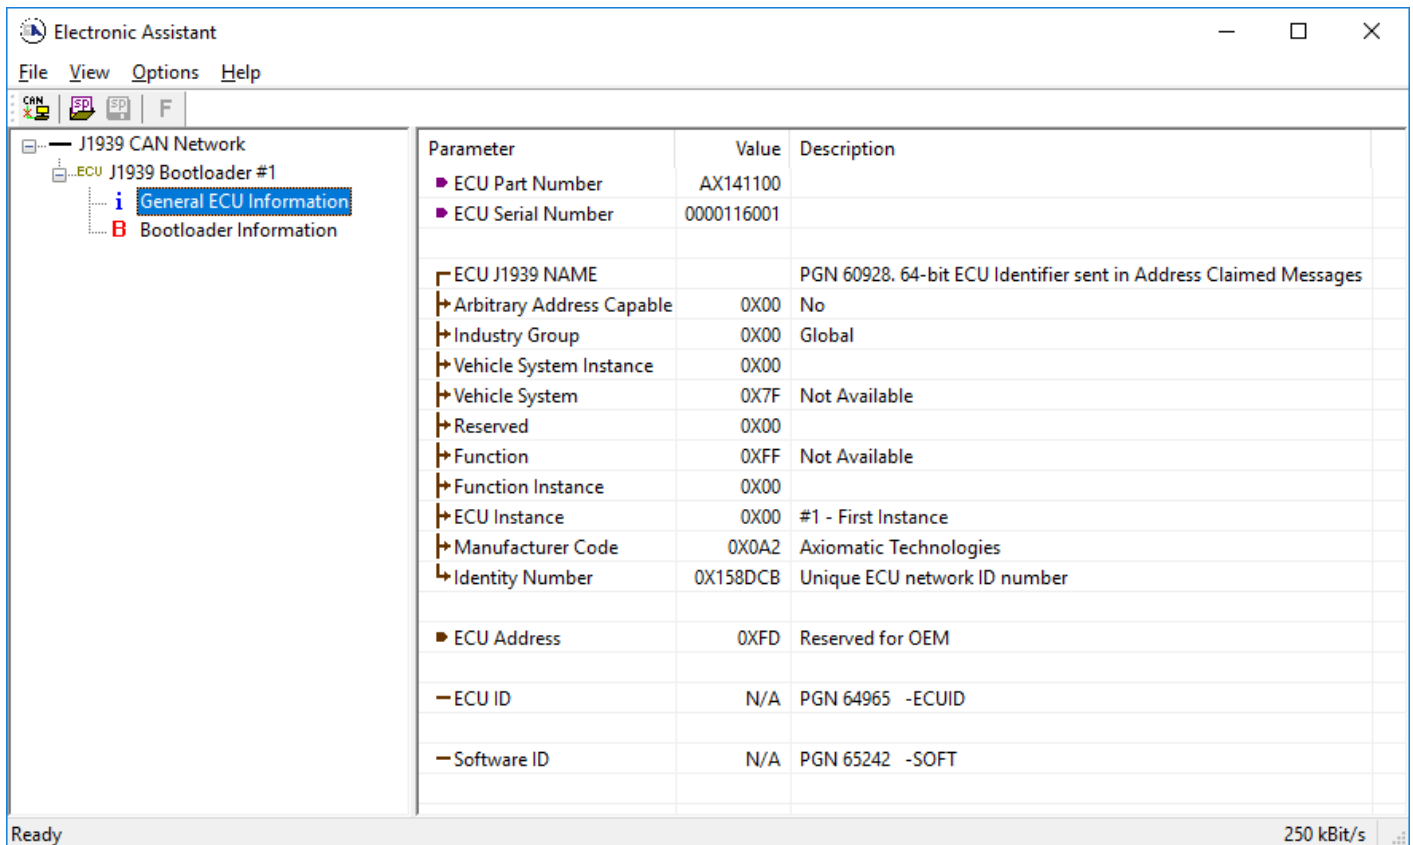 Electronic Assistant
File View Options Help
CAN SP SP F
J1939 CAN Network
ECU J1939 Bootloader #1
i General ECU Information
B Bootloader Information
Parameter Value Description
ECU Part Number AX141100
ECU Serial Number 0000116001
ECU J1939 NAME PGN 60928. 64-bit ECU Identifier sent in Address Claimed Messages
Arbitrary Address Capable 0X00 No
Industry Group 0X00 Global
Vehicle System Instance 0X00
Vehicle System 0X7F Not Available
Reserved 0X00
Function 0XFF Not Available
Function Instance 0X00
ECU Instance 0X00 #1 - First Instance
Manufacturer Code 0X0A2 Axiomatic Technologies
Identity Number 0X158DCB Unique ECU network ID number
ECU Address 0XFD Reserved for OEM
ECU ID N/A PGN 64965 -ECUID
Software ID N/A PGN 65242 -SOFT
Ready 250 kBit/s